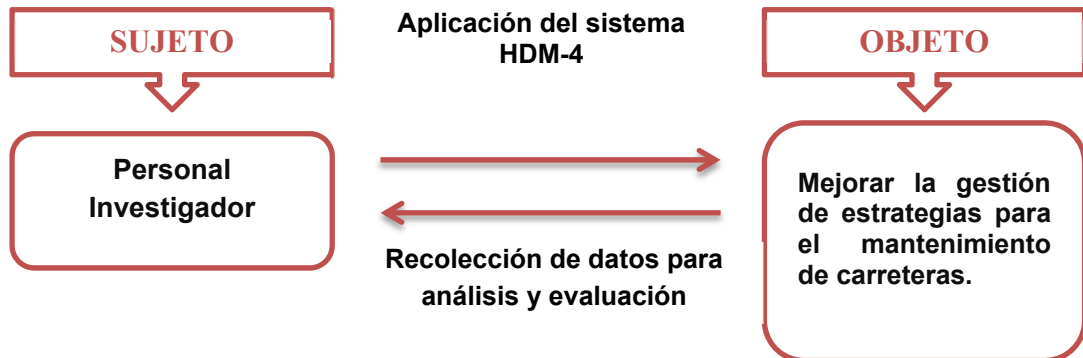 SUJETO
Aplicación del sistema
HDM-4
OBJETO
Personal
Investigador
Mejorar la gestión
de estrategias para
el mantenimiento
de carreteras.
Recolección de datos para
análisis y evaluación